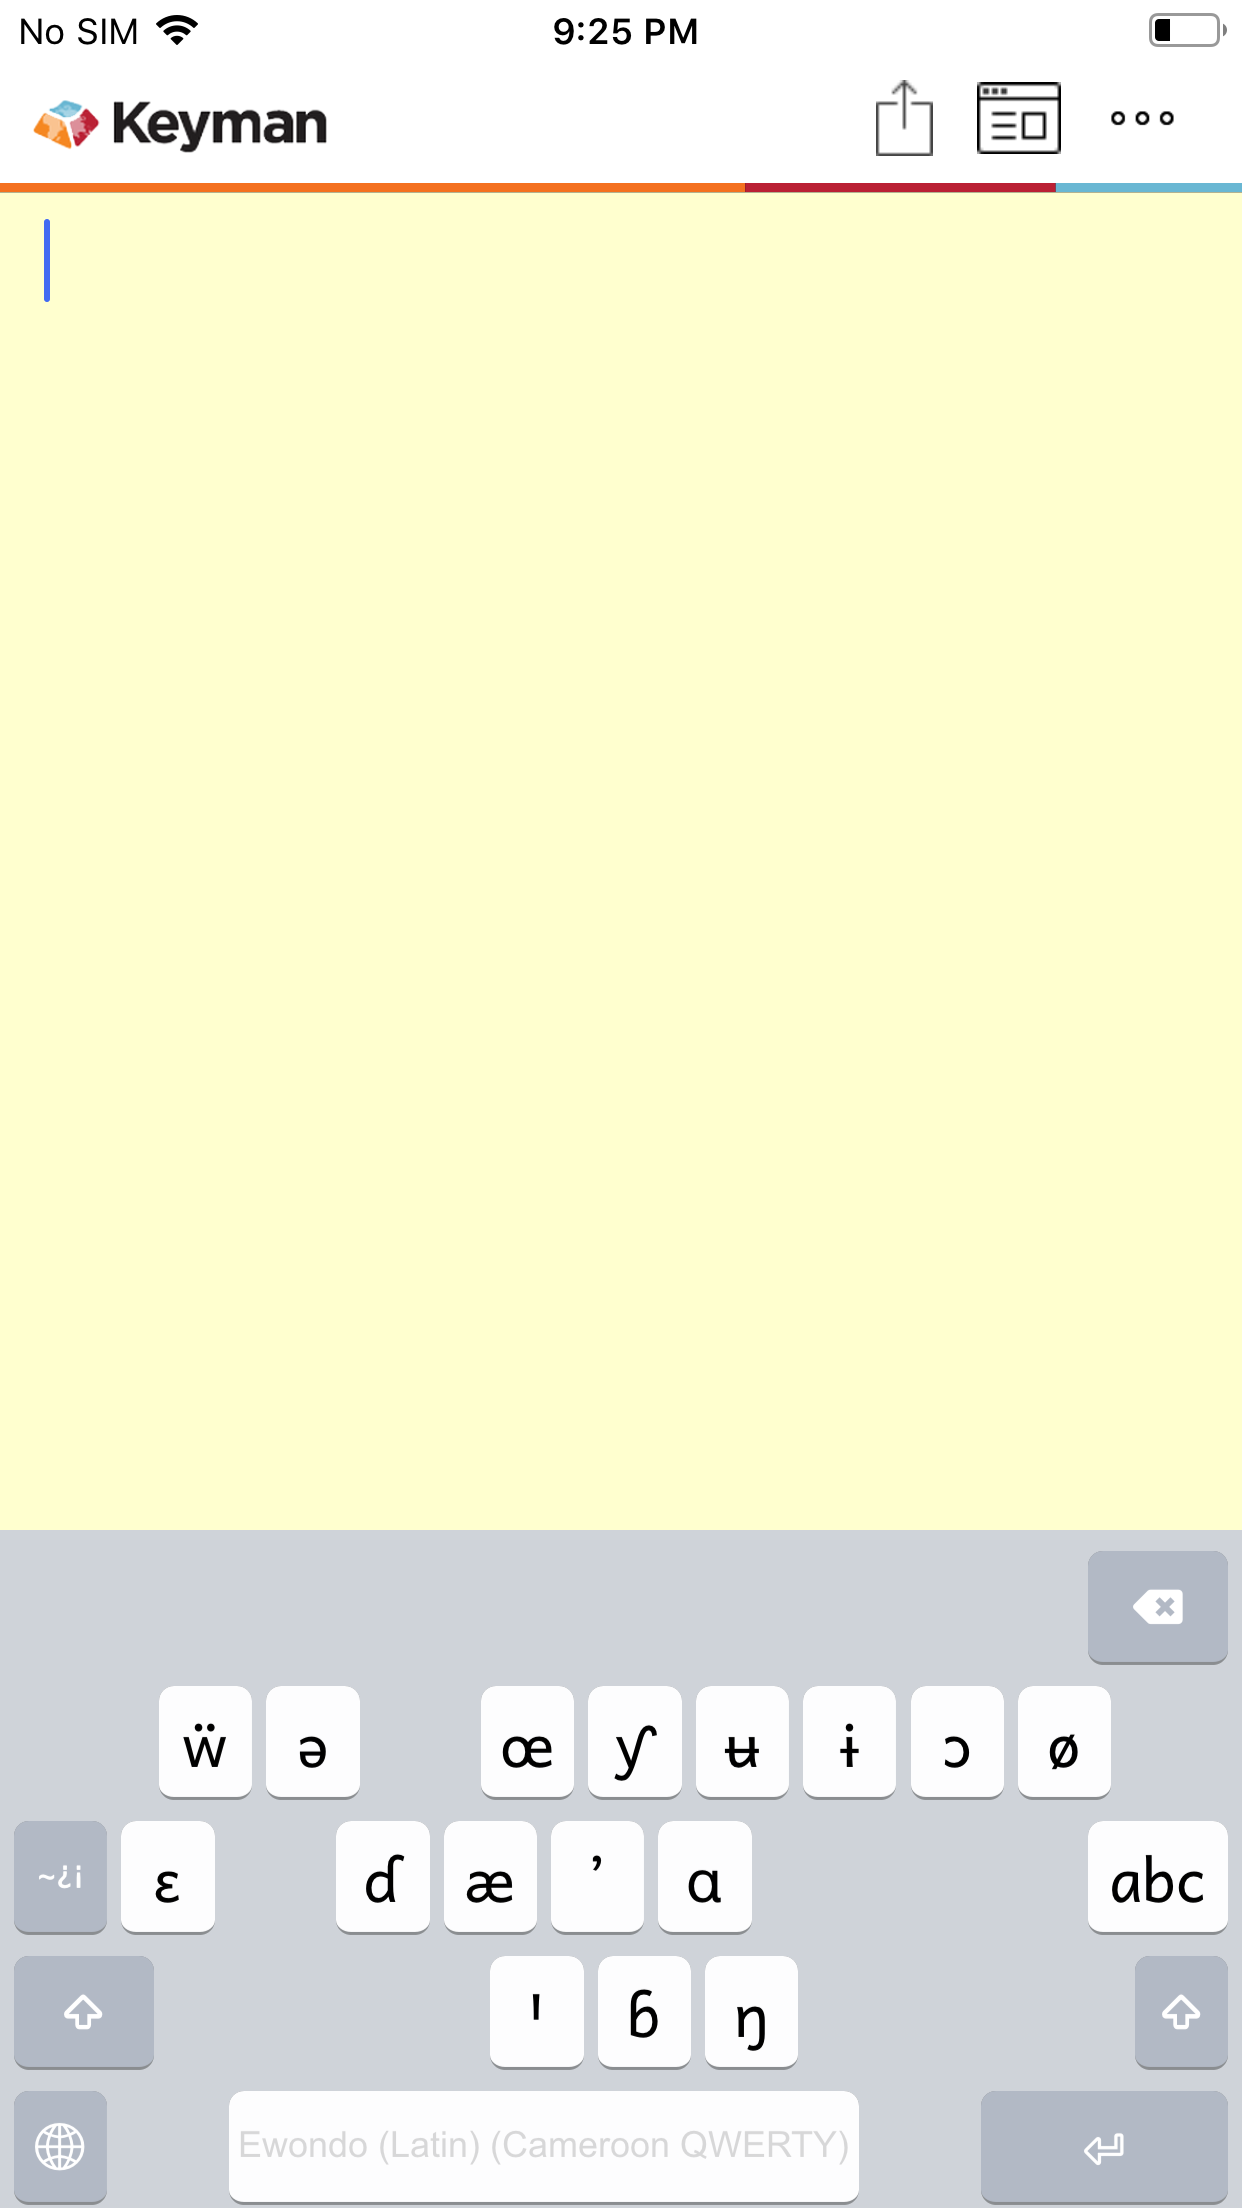 No SIM 9:25 PM
Keyman
ẅ ə œ ƴ ʉ ɨ ɔ ø
~¿¡ ɛ ɗ æ ʼ ɑ abc
ꞌ ɓ ŋ
Ewondo (Latin) (Cameroon QWERTY)